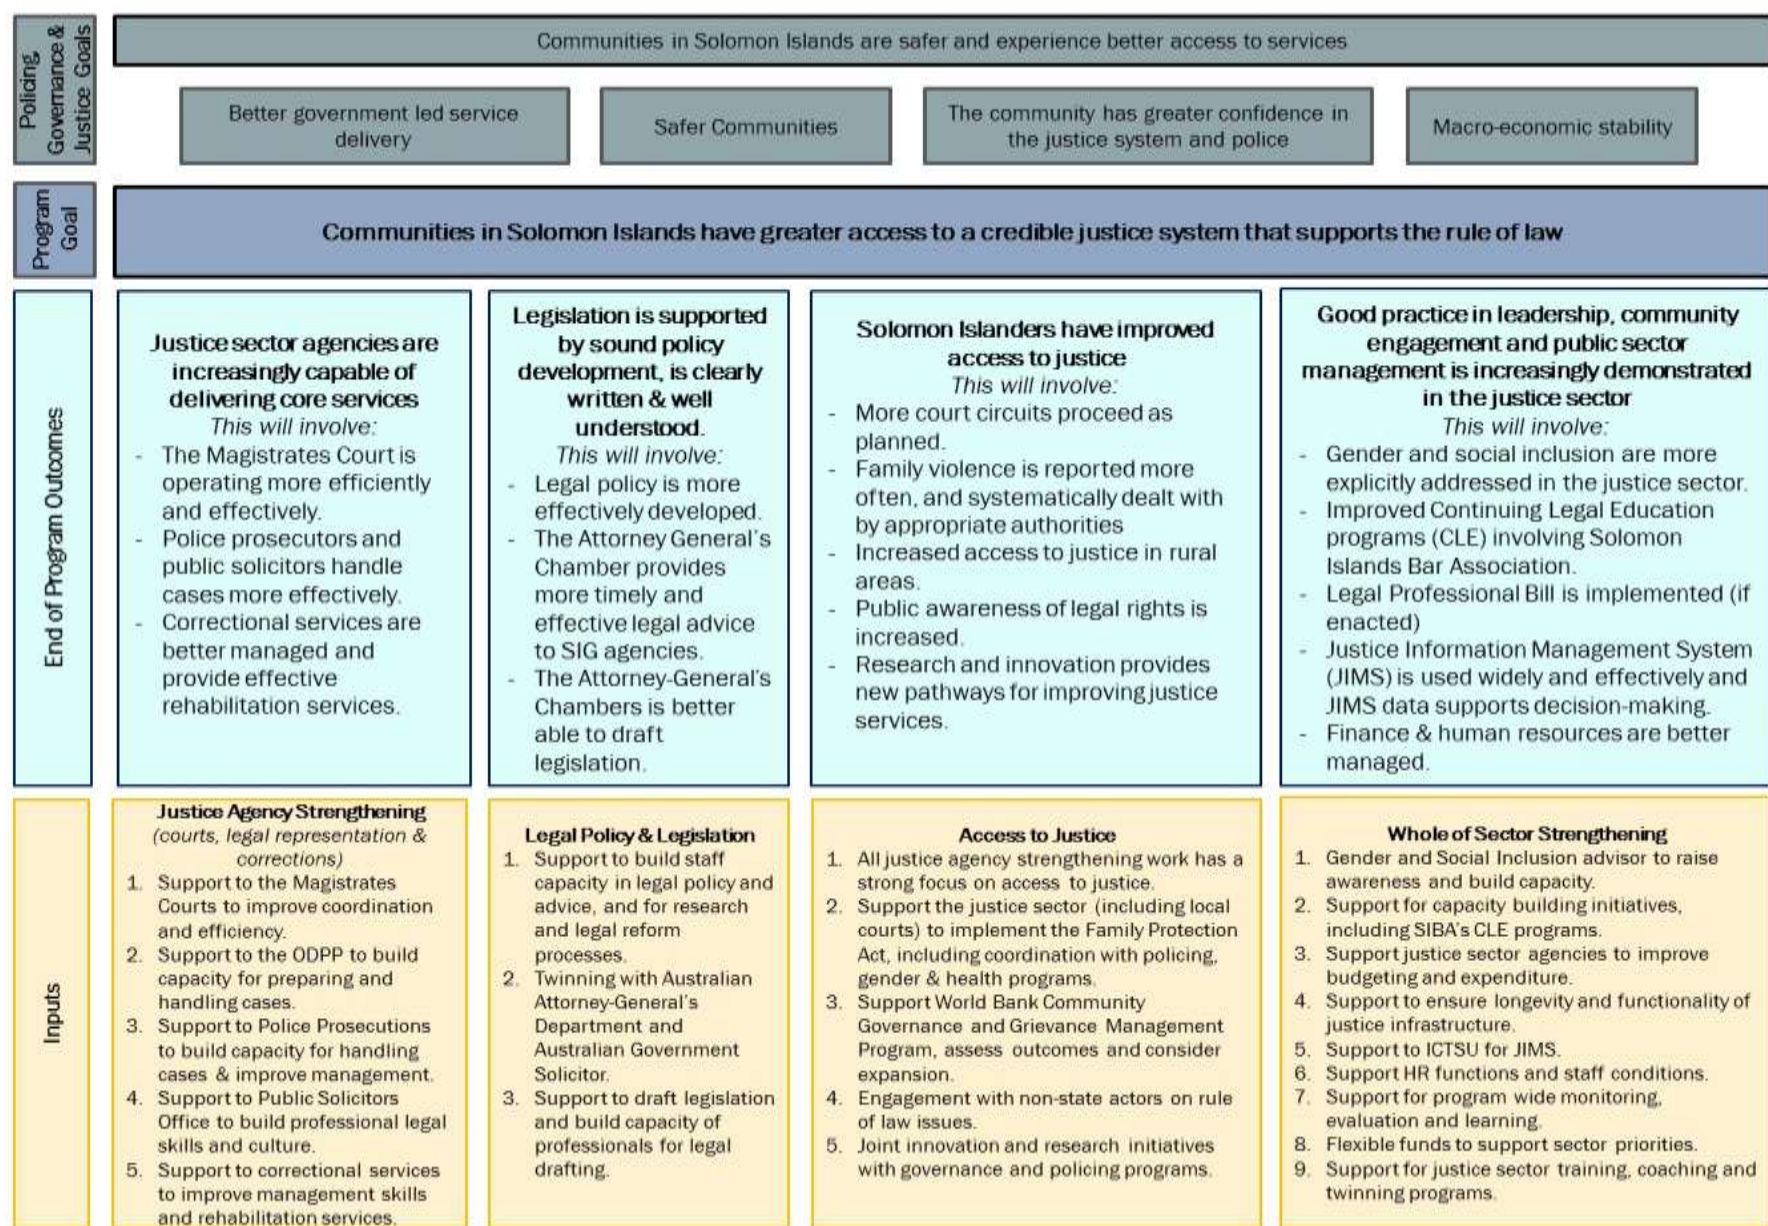 Policing,
Governance &
Justice Goals
Communities in Solomon Islands are safer and experience better access to services
Better government led service
delivery
Safer Communities
The community has greater confidence in
the justice system and police
Macro-economic stability
Program
Goal
Communities in Solomon Islands have greater access to a credible justice system that supports the rule of law
End of Program Outcomes
Justice sector agencies are
increasingly capable of
delivering core services
This will involve:
- The Magistrates Court is
operating more efficiently
and effectively.
- Police prosecutors and
public solicitors handle
cases more effectively.
- Correctional services are
better managed and
provide effective
rehabilitation services.
Legislation is supported
by sound policy
development, is clearly
written & well
understood.
This will involve:
- Legal policy is more
effectively developed.
- The Attorney General's
Chamber provides
more timely and
effective legal advice
to SIG agencies.
- The Attorney-General's
Chambers is better
able to draft
legislation.
Solomon Islanders have improved
access to justice
This will involve:
- More court circuits proceed as
planned.
- Family violence is reported more
often, and systematically dealt with
by appropriate authorities
- Increased access to justice in rural
areas.
- Public awareness of legal rights is
increased.
- Research and innovation provides
new pathways for improving justice
services.
Good practice in leadership, community
engagement and public sector
management is increasingly demonstrated
in the justice sector
This will involve:
- Gender and social inclusion are more
explicitly addressed in the justice sector.
- Improved Continuing Legal Education
programs (CLE) involving Solomon
Islands Bar Association.
- Legal Professional Bill is implemented (if
enacted)
- Justice Information Management System
(JIMS) is used widely and effectively and
JIMS data supports decision-making.
- Finance & human resources are better
managed.
Inputs
Justice Agency Strengthening
(courts, legal representation &
corrections)
1. Support to the Magistrates
Courts to improve coordination
and efficiency.
2. Support to the ODPP to build
capacity for preparing and
handling cases.
3. Support to Police Prosecutions
to build capacity for handling
cases & improve management.
4. Support to Public Solicitors
Office to build professional legal
skills and culture.
5. Support to correctional services
to improve management skills
and rehabilitation services.
Legal Policy & Legislation
1. Support to build staff
capacity in legal policy and
advice, and for research
and legal reform
processes.
2. Twinning with Australian
Attorney-General's
Department and
Australian Government
Solicitor.
3. Support to draft legislation
and build capacity of
professionals for legal
drafting.
Access to Justice
1. All justice agency strengthening work has a
strong focus on access to justice.
2. Support the justice sector (including local
courts) to implement the Family Protection
Act, including coordination with policing,
gender & health programs.
3. Support World Bank Community
Governance and Grievance Management
Program, assess outcomes and consider
expansion.
4. Engagement with non-state actors on rule
of law issues.
5. Joint innovation and research initiatives
with governance and policing programs.
Whole of Sector Strengthening
1. Gender and Social Inclusion advisor to raise
awareness and build capacity.
2. Support for capacity building initiatives,
including SIBA's CLE programs.
3. Support justice sector agencies to improve
budgeting and expenditure.
4. Support to ensure longevity and functionality of
justice infrastructure.
5. Support to ICTSU for JIMS.
6. Support HR functions and staff conditions.
7. Support for program wide monitoring,
evaluation and learning.
8. Flexible funds to support sector priorities.
9. Support for justice sector training, coaching and
twinning programs.